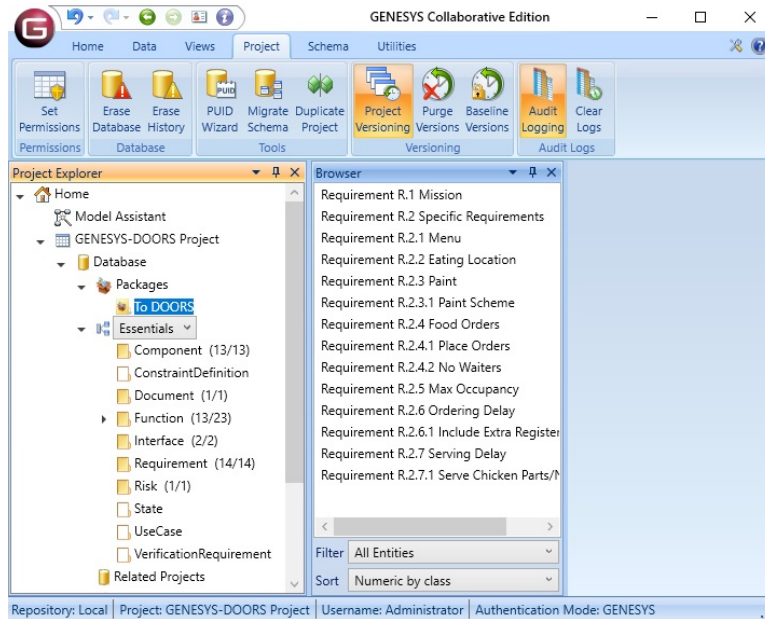 GENESYS Collaborative Edition
G
Home Data Views Project Schema Utilities
Set Permissions
Erase Database
Erase History
PUID Wizard
Migrate Schema
Duplicate Project
Project Versioning
Purge Versions
Baseline Versions
Audit Logging
Clear Logs
Permissions Database Tools Versioning Audit Logs
Project Explorer
Home
Model Assistant
GENESYS-DOORS Project
Database
Packages
To DOORS
Essentials
Component (13/13)
ConstraintDefinition
Document (1/1)
Function (13/23)
Interface (2/2)
Requirement (14/14)
Risk (1/1)
State
UseCase
VerificationRequirement
Related Projects
Browser
Requirement R.1 Mission
Requirement R.2 Specific Requirements
Requirement R.2.1 Menu
Requirement R.2.2 Eating Location
Requirement R.2.3 Paint
Requirement R.2.3.1 Paint Scheme
Requirement R.2.4 Food Orders
Requirement R.2.4.1 Place Orders
Requirement R.2.4.2 No Waiters
Requirement R.2.5 Max Occupancy
Requirement R.2.6 Ordering Delay
Requirement R.2.6.1 Include Extra Register
Requirement R.2.7 Serving Delay
Requirement R.2.7.1 Serve Chicken Parts/
Filter All Entities
Sort Numeric by class
Repository: Local Project: GENESYS-DOORS Project Username: Administrator Authentication Mode: GENESYS